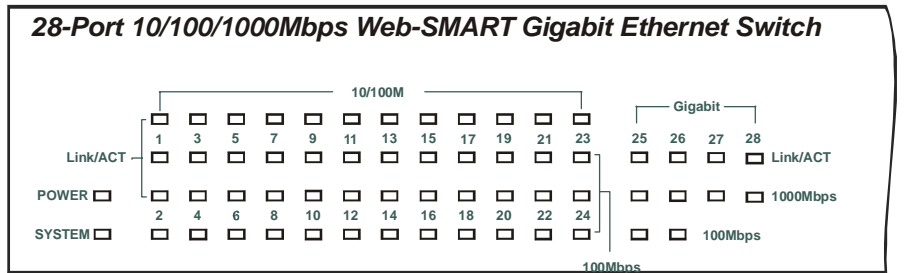 28-Port 10/100/1000Mbps Web-SMART Gigabit Ethernet Switch
10/100M
Gigabit
1 3 5 7 9 11 13 15 17 19 21 23 25 26 27 28
Link/ACT Link/ACT
POWER 1000Mbps
2 4 6 8 10 12 14 16 18 20 22 24
SYSTEM 100Mbps
100Mbps